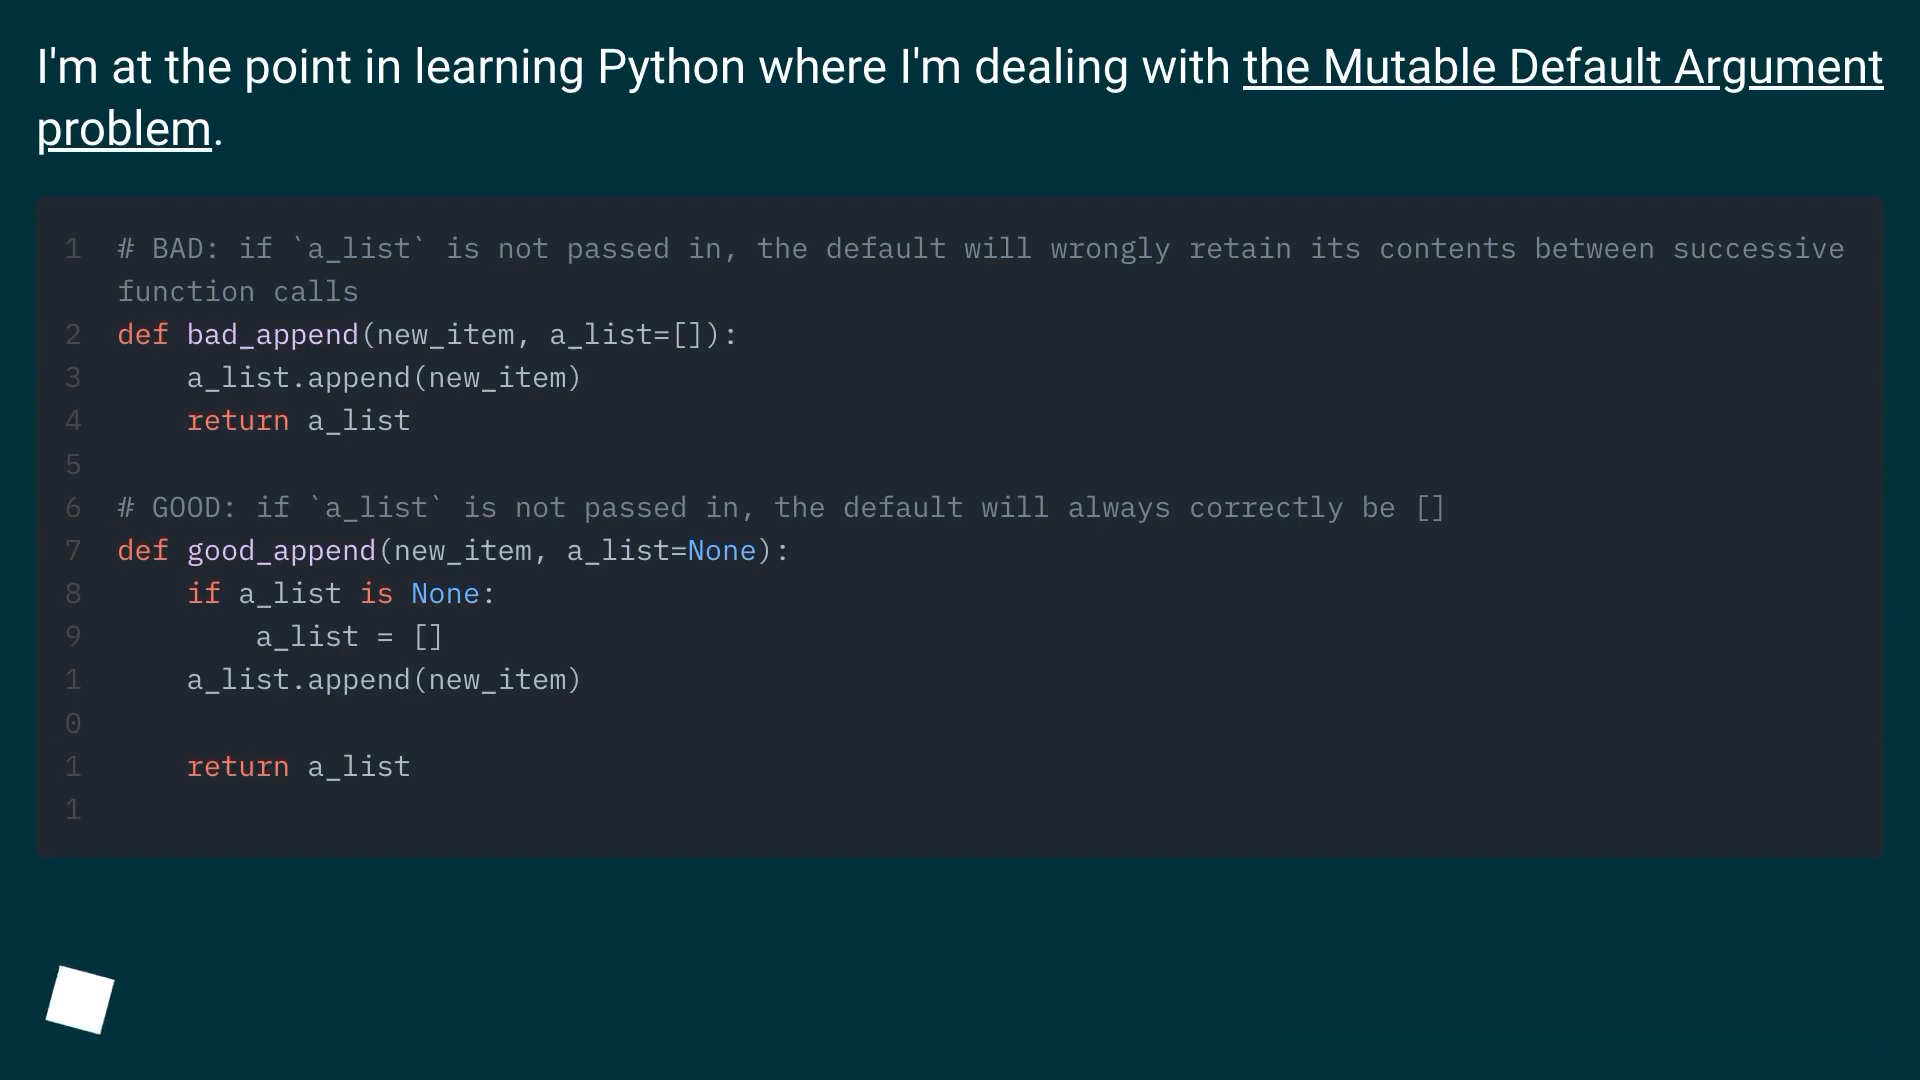 I'm at the point in learning Python where I'm dealing with the Mutable Default Argument
problem.
1 # BAD: if `a_list` is not passed in, the default will wrongly retain its contents between successive
function calls
2 def bad_append(new_item, a_list=[]):
3     a_list.append(new_item)
4     return a_list
5
6 # GOOD: if `a_list` is not passed in, the default will always correctly be []
7 def good_append(new_item, a_list=None):
8     if a_list is None:
9         a_list = []
1     a_list.append(new_item)
0
1     return a_list
1